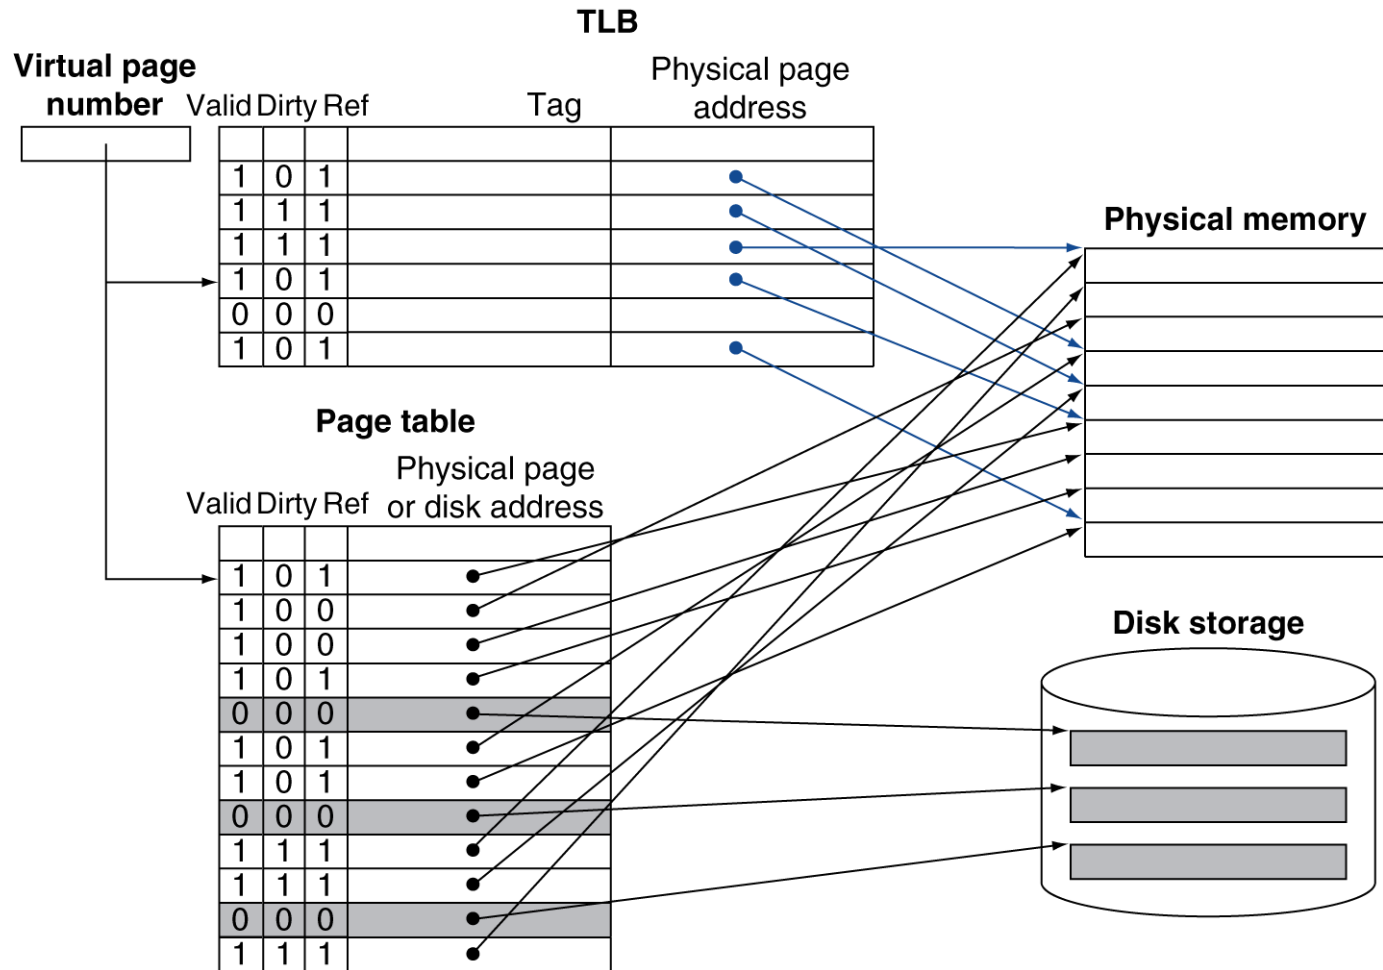 TLB
Virtual page
number
Valid Dirty Ref
Tag
Physical page
address
1 0 1
1 1 1
1 1 1
1 0 1
0 0 0
1 0 1
Physical memory
Page table
Physical page
Valid Dirty Ref or disk address
1 0 1
1 0 0
1 0 0
1 0 1
0 0 0
1 0 1
1 0 1
0 0 0
1 1 1
1 1 1
0 0 0
1 1 1
Disk storage